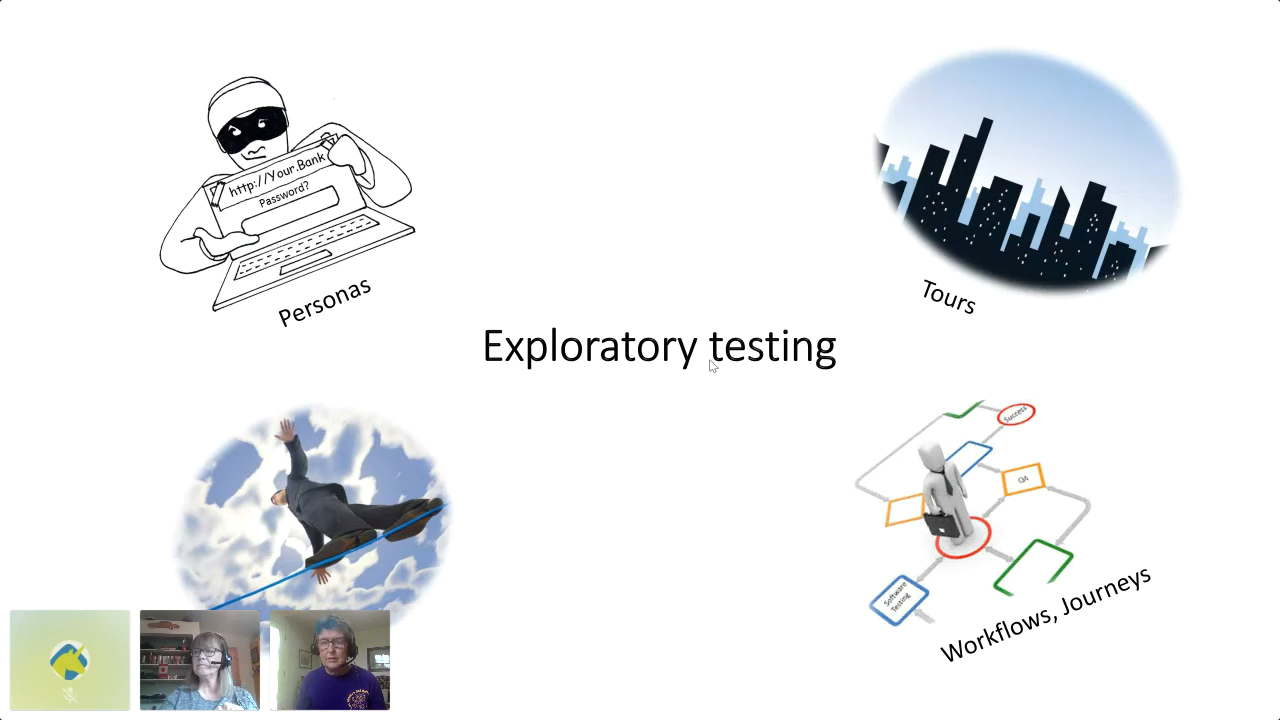 http://Your.Bank
Password?
Personas
Tours
Exploratory testing
Success
QA
Software
Testing
Workflows, Journeys